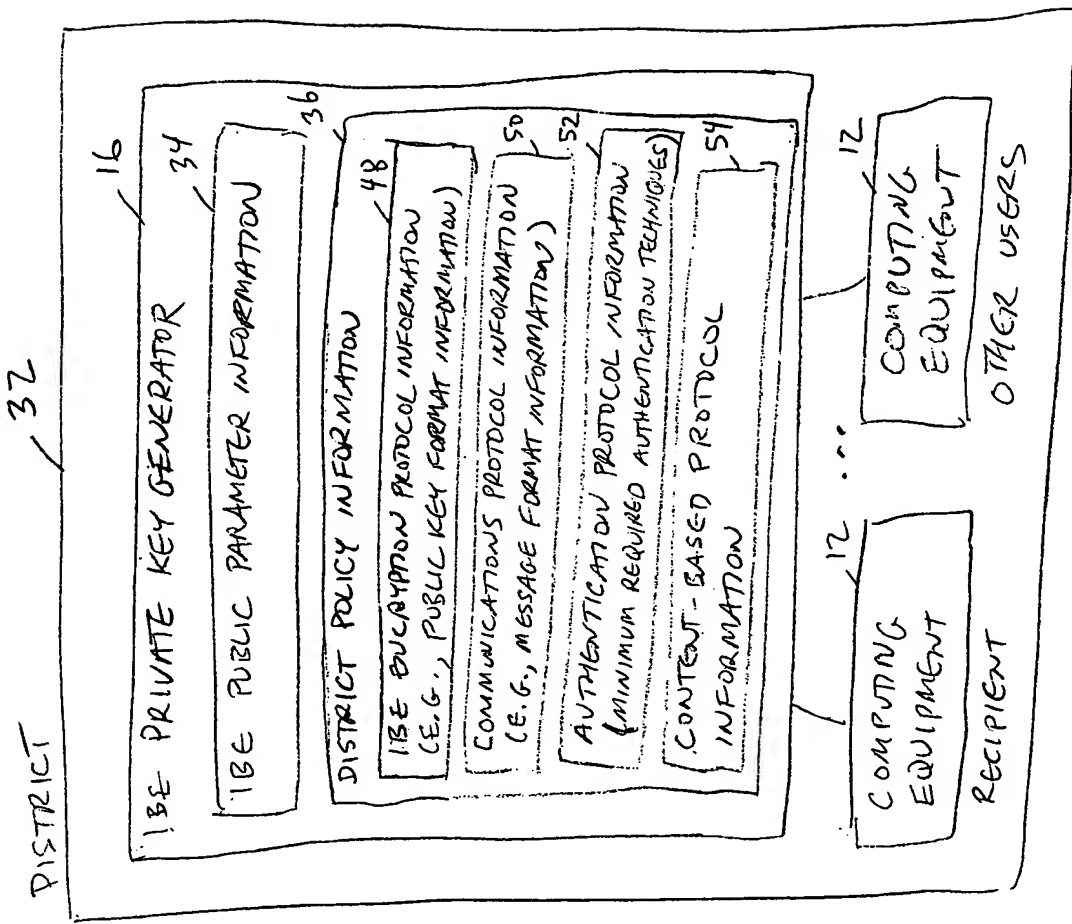 DISTRICT
32
16
IBE PRIVATE KEY GENERATOR
34
IBE PUBLIC PARAMETER INFORMATION
36
DISTRICT POLICY INFORMATION
48
IBE ENCRYPTION PROTOCOL INFORMATION
(E.G., PUBLIC KEY FORMAT INFORMATION)
50
COMMUNICATIONS PROTOCOL INFORMATION
(E.G., MESSAGE FORMAT INFORMATION)
52
AUTHENTICATION PROTOCOL INFORMATION
(MINIMUM REQUIRED AUTHENTICATION TECHNIQUES)
54
CONTENT-BASED PROTOCOL
INFORMATION
12
COMPUTING
EQUIPMENT
RECIPIENT
...
12
COMPUTING
EQUIPMENT
OTHER USERS